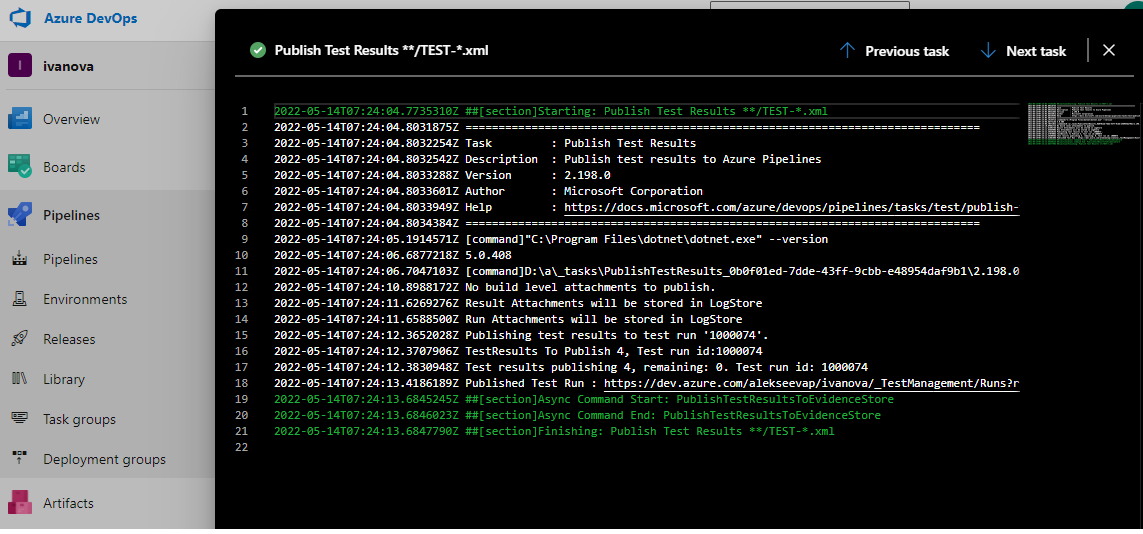 Azure DevOps
I
ivanova
Overview
Boards
Pipelines
Pipelines
Environments
Releases
Library
Task groups
Deployment groups
Artifacts
Publish Test Results **/TEST-*.xml
Previous task
Next task
1 2022-05-14T07:24:04.7735310Z ##[section]Starting: Publish Test Results **/TEST-*.xml
2 2022-05-14T07:24:04.8031875Z ==============================================================================
3 2022-05-14T07:24:04.8032254Z Task         : Publish Test Results
4 2022-05-14T07:24:04.8032542Z Description  : Publish test results to Azure Pipelines
5 2022-05-14T07:24:04.8033288Z Version      : 2.198.0
6 2022-05-14T07:24:04.8033601Z Author       : Microsoft Corporation
7 2022-05-14T07:24:04.8033949Z Help         : https://docs.microsoft.com/azure/devops/pipelines/tasks/test/publish-
8 2022-05-14T07:24:04.8034384Z ==============================================================================
9 2022-05-14T07:24:05.1914571Z [command]"C:\Program Files\dotnet\dotnet.exe" --version
10 2022-05-14T07:24:06.6877218Z 5.0.408
11 2022-05-14T07:24:06.7047103Z [command]D:\a\_tasks\PublishTestResults_0b0f01ed-7dde-43ff-9cbb-e48954daf9b1\2.198.0
12 2022-05-14T07:24:10.8988172Z No build level attachments to publish.
13 2022-05-14T07:24:11.6269276Z Result Attachments will be stored in LogStore
14 2022-05-14T07:24:11.6588500Z Run Attachments will be stored in LogStore
15 2022-05-14T07:24:12.3652028Z Publishing test results to test run '1000074'.
16 2022-05-14T07:24:12.3707906Z TestResults To Publish 4, Test run id:1000074
17 2022-05-14T07:24:12.3830948Z Test results publishing 4, remaining: 0. Test run id: 1000074
18 2022-05-14T07:24:13.4186189Z Published Test Run : https://dev.azure.com/alekseevap/ivanova/_TestManagement/Runs?r
19 2022-05-14T07:24:13.6845245Z ##[section]Async Command Start: PublishTestResultsToEvidenceStore
20 2022-05-14T07:24:13.6846023Z ##[section]Async Command End: PublishTestResultsToEvidenceStore
21 2022-05-14T07:24:13.6847790Z ##[section]Finishing: Publish Test Results **/TEST-*.xml
22